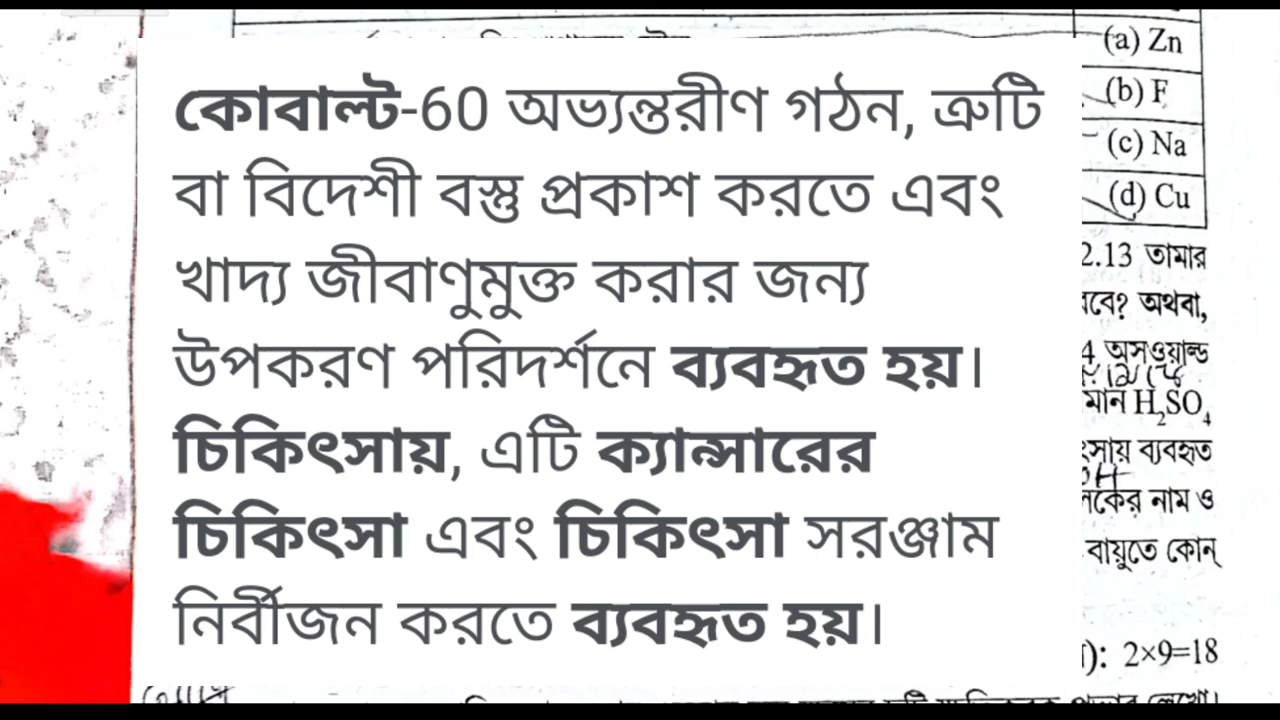 (a) Zn
(b) F
(c) Na
(d) Cu
কোবাল্ট-60 অভ্যন্তরীণ গঠন, ত্রুটি
বা বিদেশী বস্তু প্রকাশ করতে এবং
খাদ্য জীবাণুমুক্ত করার জন্য
উপকরণ পরিদর্শনে ব্যবহৃত হয়।
চিকিৎসায়, এটি ক্যান্সারের
চিকিৎসা এবং চিকিৎসা সরঞ্জাম
নির্বীজন করতে ব্যবহৃত হয়।
2.13 তামার
অথবা,
4 অসওয়াল্ড
মান H₂SO₄
ব্যবহৃত
নাম ও
বায়ুতে কোন্
): 2×9=18